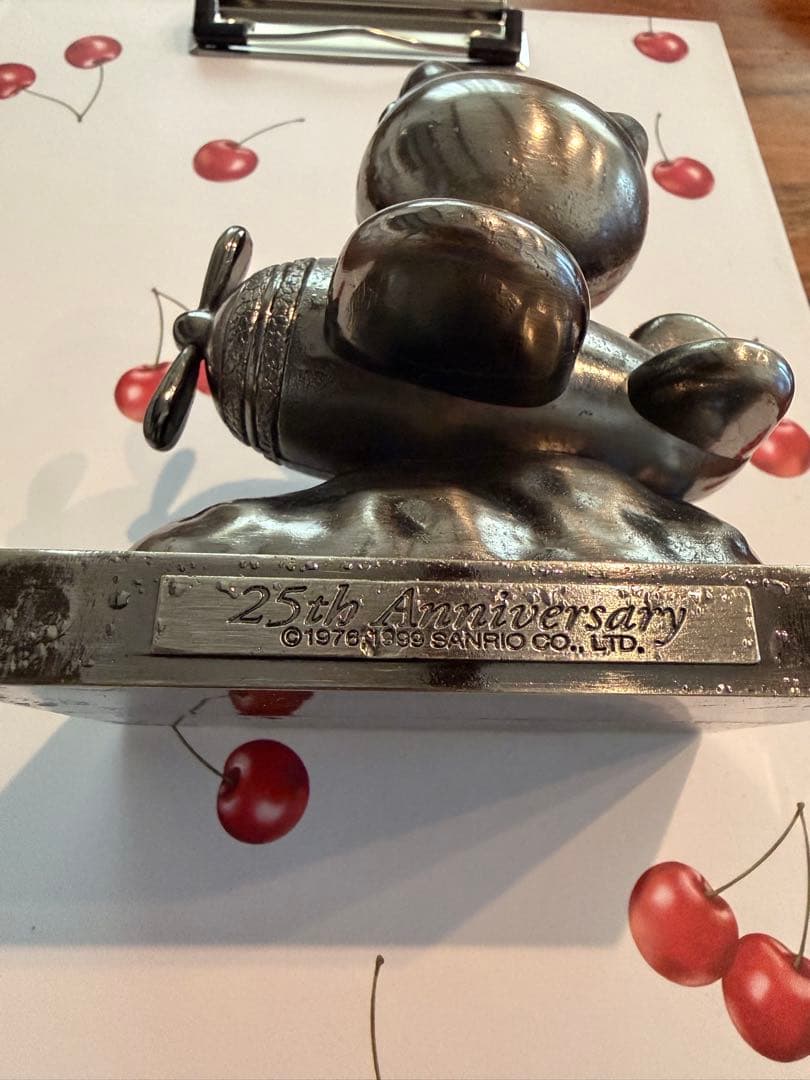 25th Anniversary
©1976,1999 SANRIO CO., LTD.